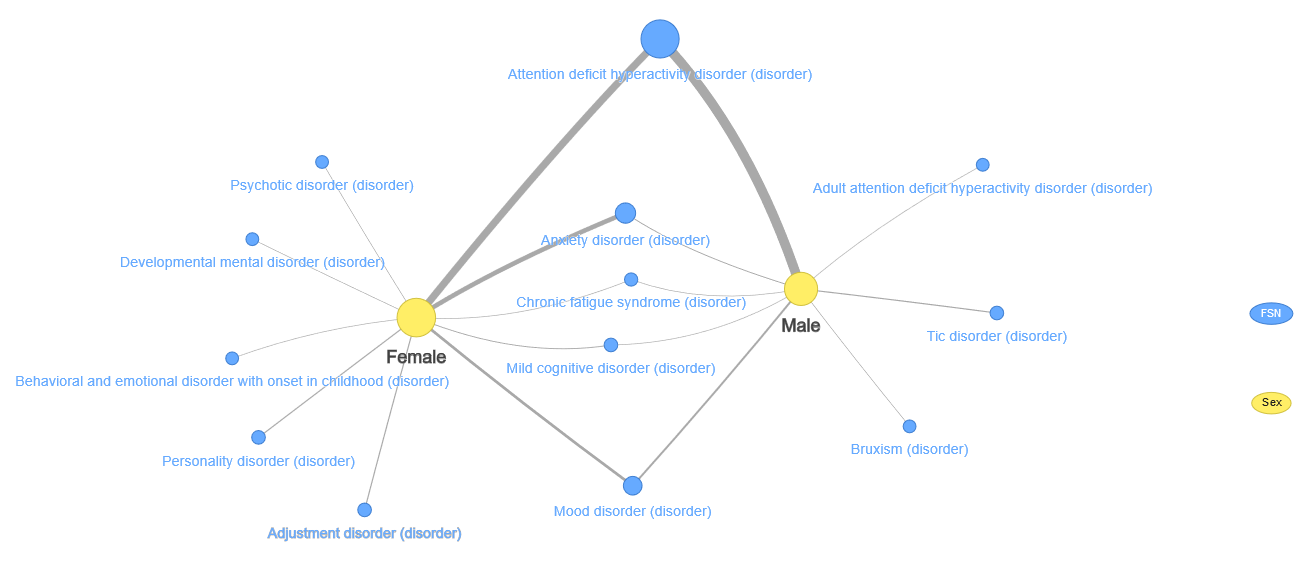 Attention deficit hyperactivity disorder (disorder)
Psychotic disorder (disorder)
Adult attention deficit hyperactivity disorder (disorder)
Anxiety disorder (disorder)
Developmental mental disorder (disorder)
Chronic fatigue syndrome (disorder)
FSN
Male
Tic disorder (disorder)
Female
Mild cognitive disorder (disorder)
Behavioral and emotional disorder with onset in childhood (disorder)
Sex
Bruxism (disorder)
Personality disorder (disorder)
Mood disorder (disorder)
Adjustment disorder (disorder)